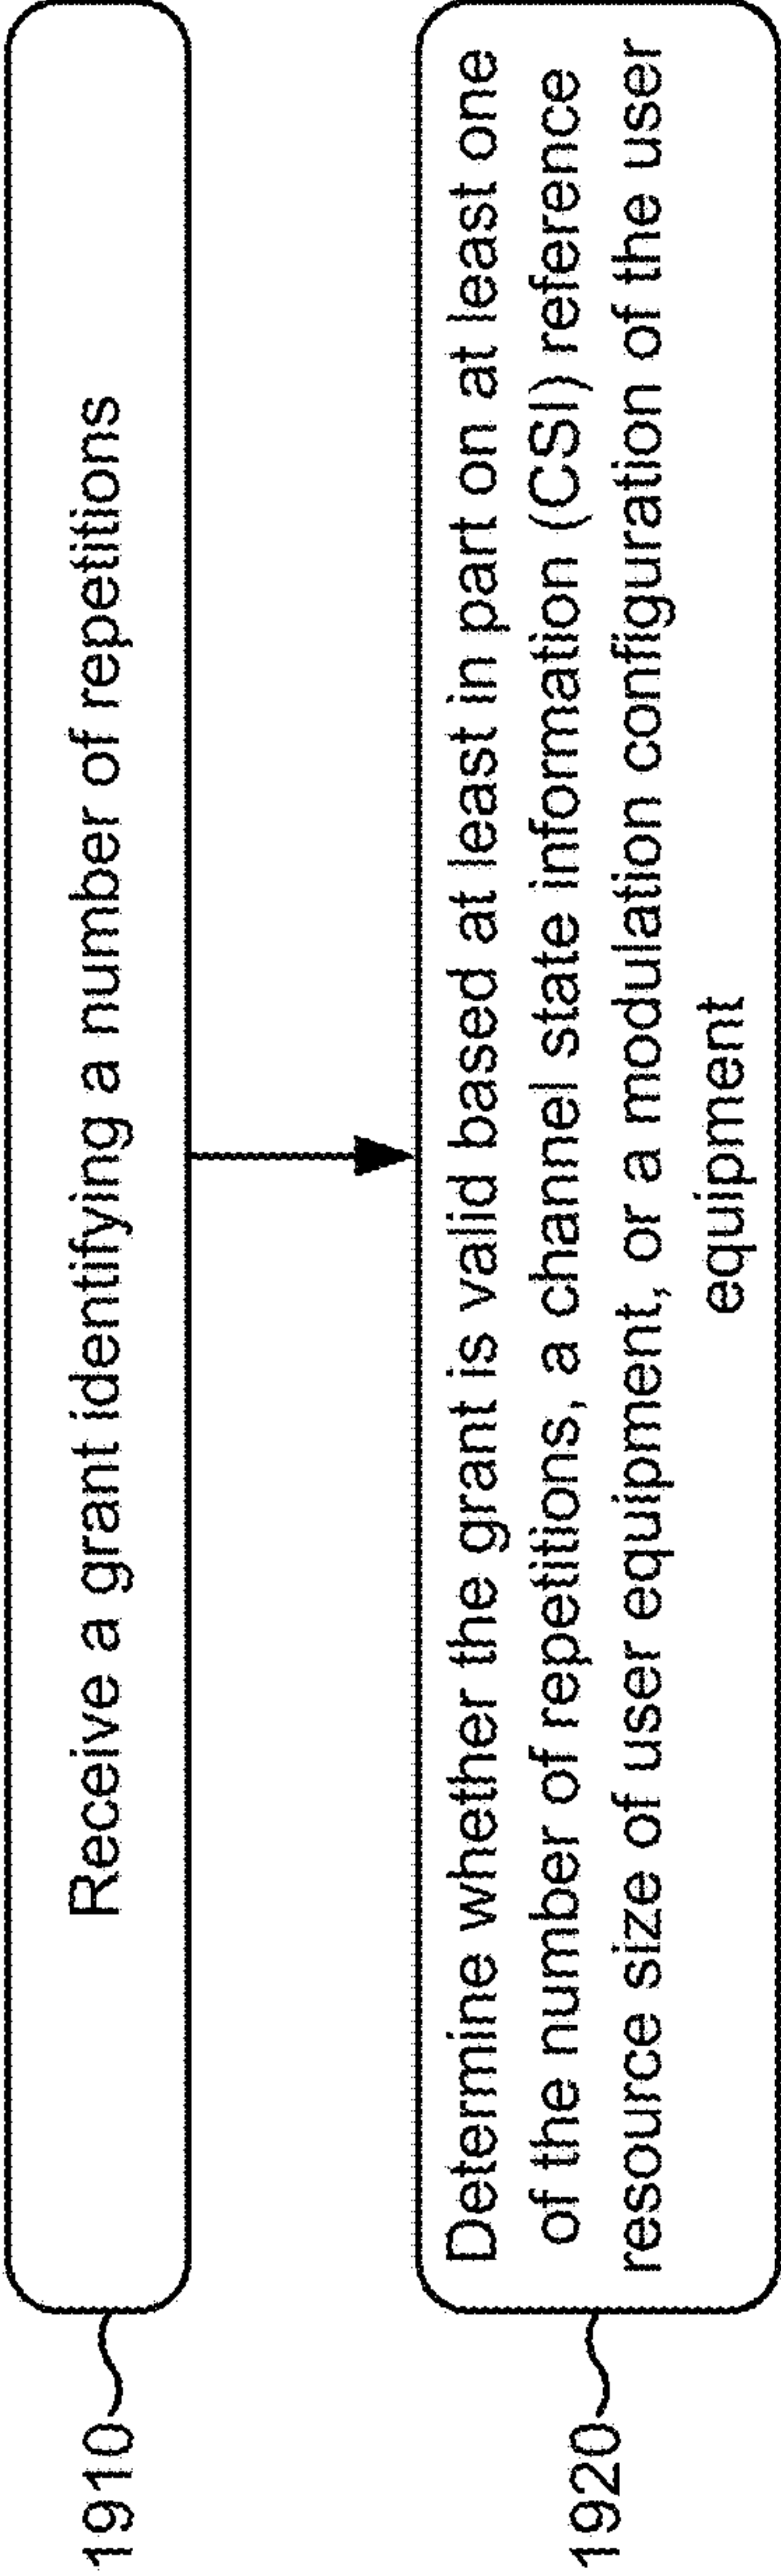 1910
Receive a grant identifying a number of repetitions
1920
Determine whether the grant is valid based at least in part on at least one
of the number of repetitions, a channel state information (CSI) reference
resource size of user equipment, or a modulation configuration of the user
equipment